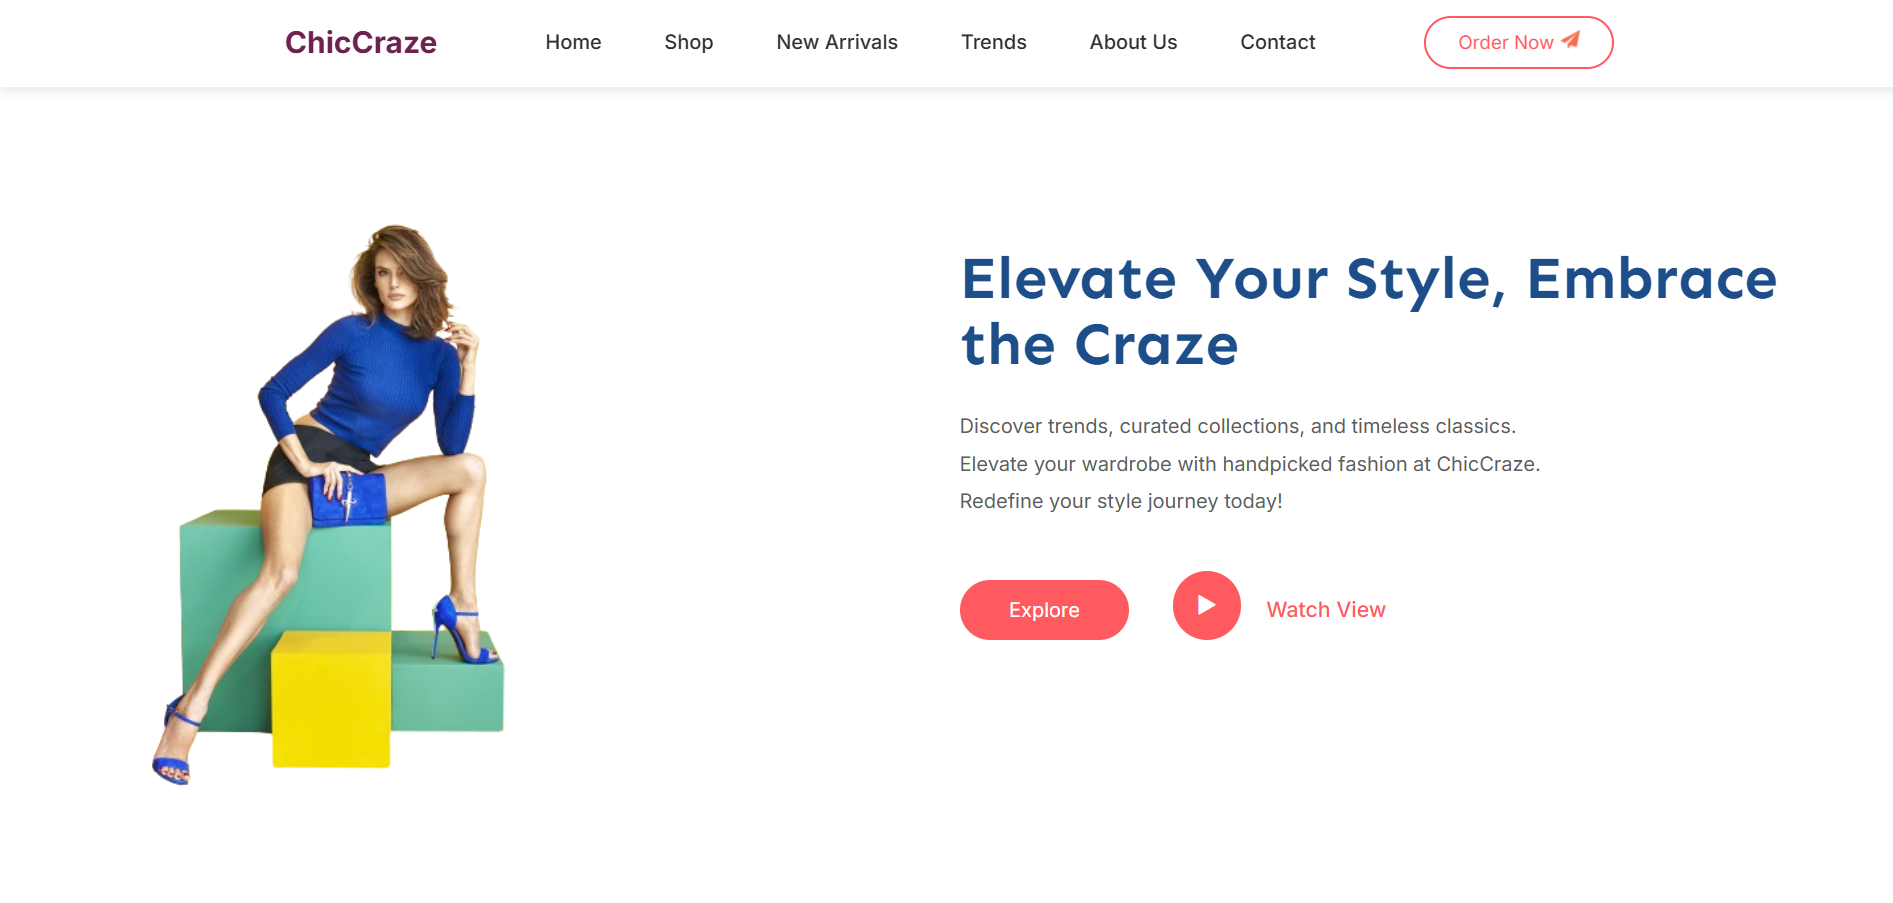 ChicCraze
Home
Shop
New Arrivals
Trends
About Us
Contact
Order Now
Elevate Your Style, Embrace
the Craze
Discover trends, curated collections, and timeless classics.
Elevate your wardrobe with handpicked fashion at ChicCraze.
Redefine your style journey today!
Explore
Watch View